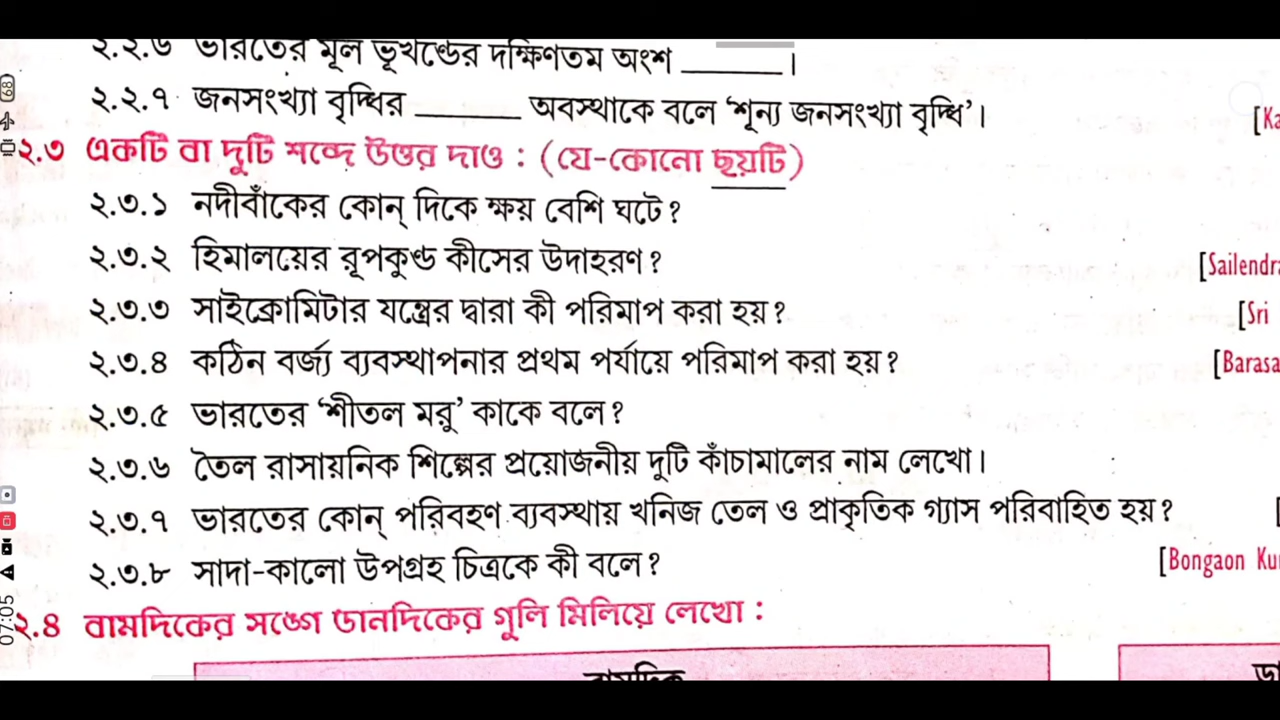 ২.২.৬ ভারতের মূল ভূখণ্ডের দক্ষিণতম অংশ ______ ।
২.২.৭ জনসংখ্যা বৃদ্ধির ______ অবস্থাকে বলে ‘শূন্য জনসংখ্যা বৃদ্ধি’। [Ka
২.৩ একটি বা দুটি শব্দে উত্তর দাও : (যে-কোনো ছয়টি)
২.৩.১ নদীবাঁকের কোন্ দিকে ক্ষয় বেশি ঘটে?
২.৩.২ হিমালয়ের রূপকুণ্ড কীসের উদাহরণ? [Sailendra
২.৩.৩ সাইক্রোমিটার যন্ত্রের দ্বারা কী পরিমাপ করা হয়? [Sri
২.৩.৪ কঠিন বর্জ্য ব্যবস্থাপনার প্রথম পর্যায়ে পরিমাপ করা হয়? [Barasa
২.৩.৫ ভারতের ‘শীতল মরু’ কাকে বলে?
২.৩.৬ তৈল রাসায়নিক শিল্পের প্রয়োজনীয় দুটি কাঁচামালের নাম লেখো।
২.৩.৭ ভারতের কোন্ পরিবহণ ব্যবস্থায় খনিজ তেল ও প্রাকৃতিক গ্যাস পরিবাহিত হয়? [
২.৩.৮ সাদা-কালো উপগ্রহ চিত্রকে কী বলে? [Bongaon Ku
২.৪ বামদিকের সঙ্গে ডানদিকের গুলি মিলিয়ে লেখো :
বামদিক ডা
68
07:05